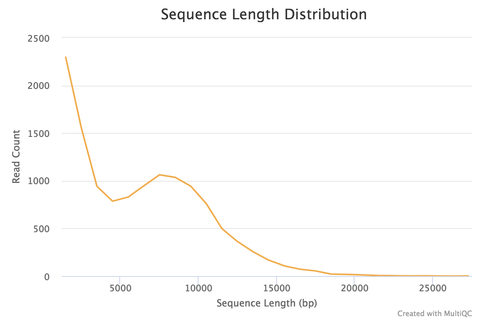 Sequence Length Distribution
2500
2000
1500
1000
500
0
Read Count
5000 10000 15000 20000 25000
Sequence Length (bp)
Created with MultiQC